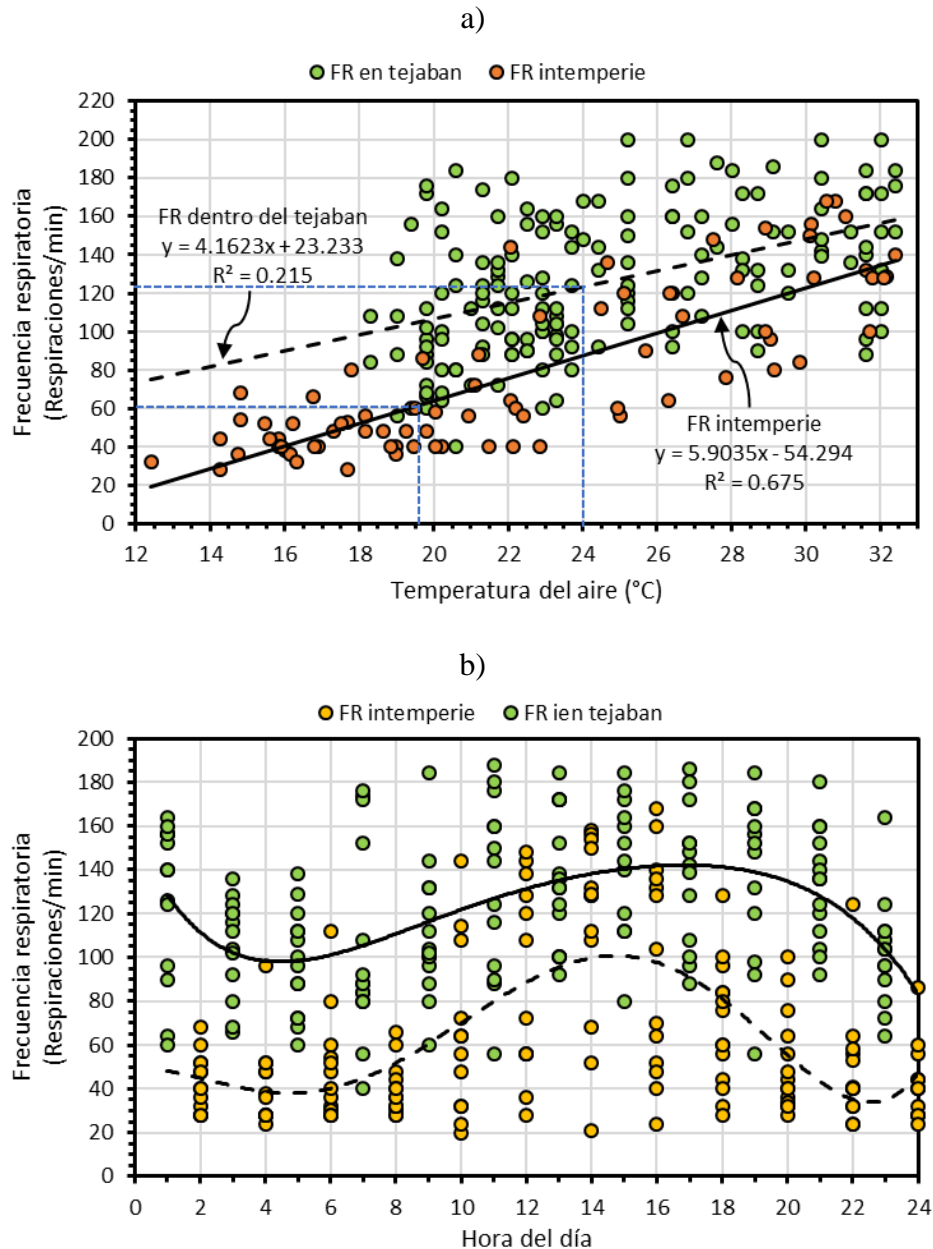 a)
FR en tejaban FR intemperie
220
200
180
160
140
120
100
80
60
40
20
0
Frecuencia respiratoria
(Respiraciones/min)
FR dentro del tejaban
y = 4.1623x + 23.233
R² = 0.215
FR intemperie
y = 5.9035x - 54.294
R² = 0.675
12 14 16 18 20 22 24 26 28 30 32
Temperatura del aire (°C)
b)
FR intemperie FR ien tejaban
200
180
160
140
120
100
80
60
40
20
0
Frecuencia respiratoria
(Respiraciones/min)
0 2 4 6 8 10 12 14 16 18 20 22 24
Hora del día